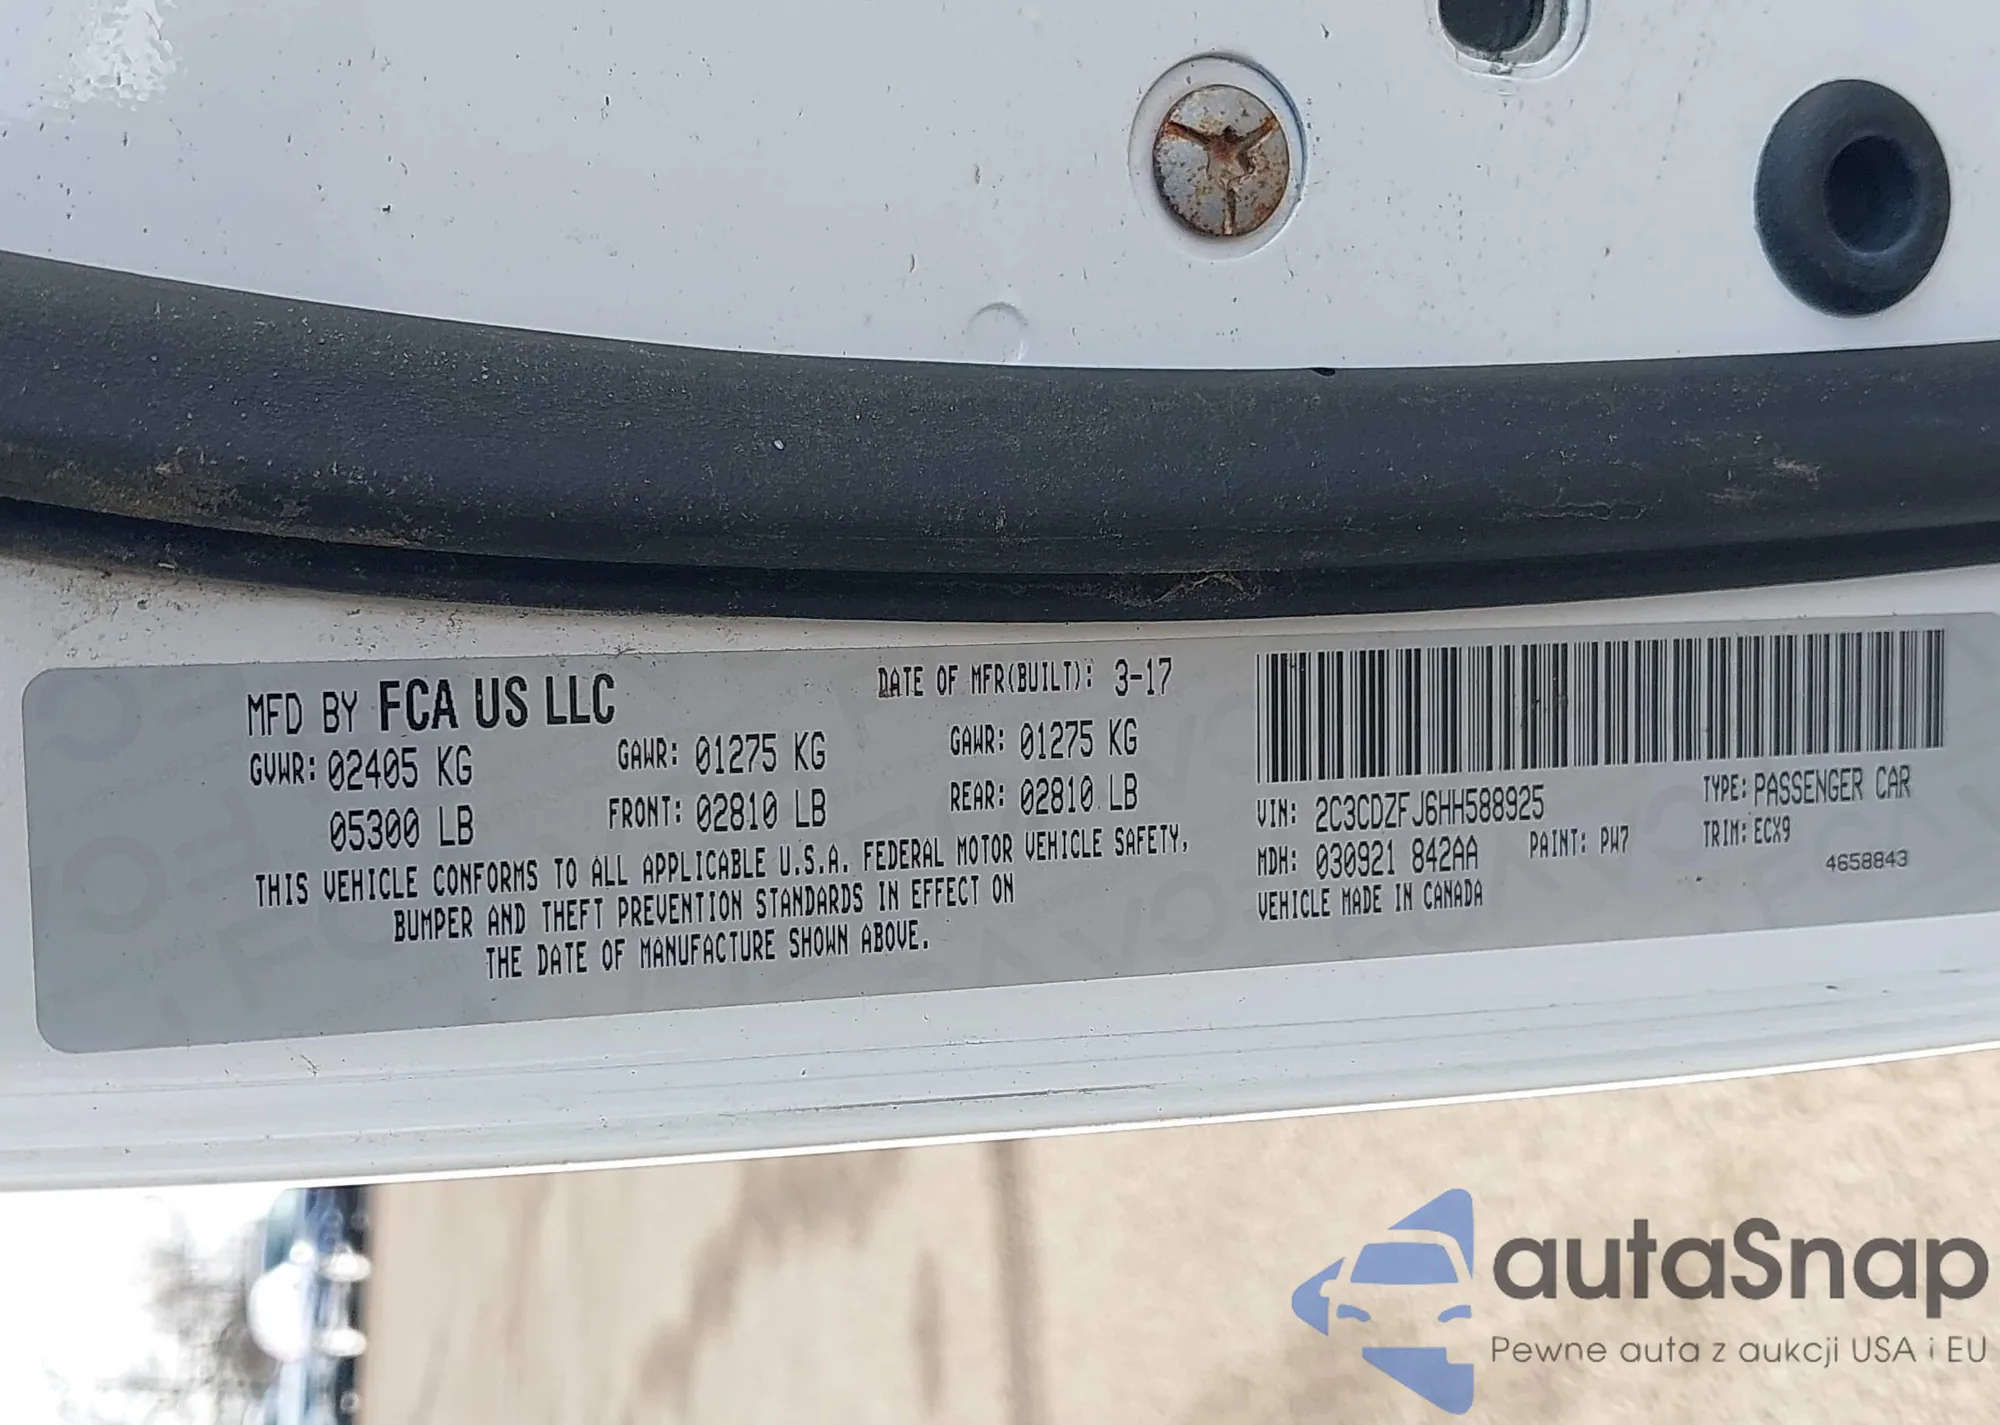 MFD BY FCA US LLC
DATE OF MFR(BUILT): 3-17
GVWR: 02405 KG
05300 LB
GAWR: 01275 KG
FRONT: 02810 LB
GAWR: 01275 KG
REAR: 02810 LB
THIS VEHICLE CONFORMS TO ALL APPLICABLE U.S.A. FEDERAL MOTOR VEHICLE SAFETY,
BUMPER AND THEFT PREVENTION STANDARDS IN EFFECT ON
THE DATE OF MANUFACTURE SHOWN ABOVE.
VIN: 2C3CDZFJ6HH588925
TYPE: PASSENGER CAR
MDH: 030921 842AA
PAINT: PW7
TRIM: ECX9
VEHICLE MADE IN CANADA
4658843
autaSnap
Pewne auta z aukcji USA i EU